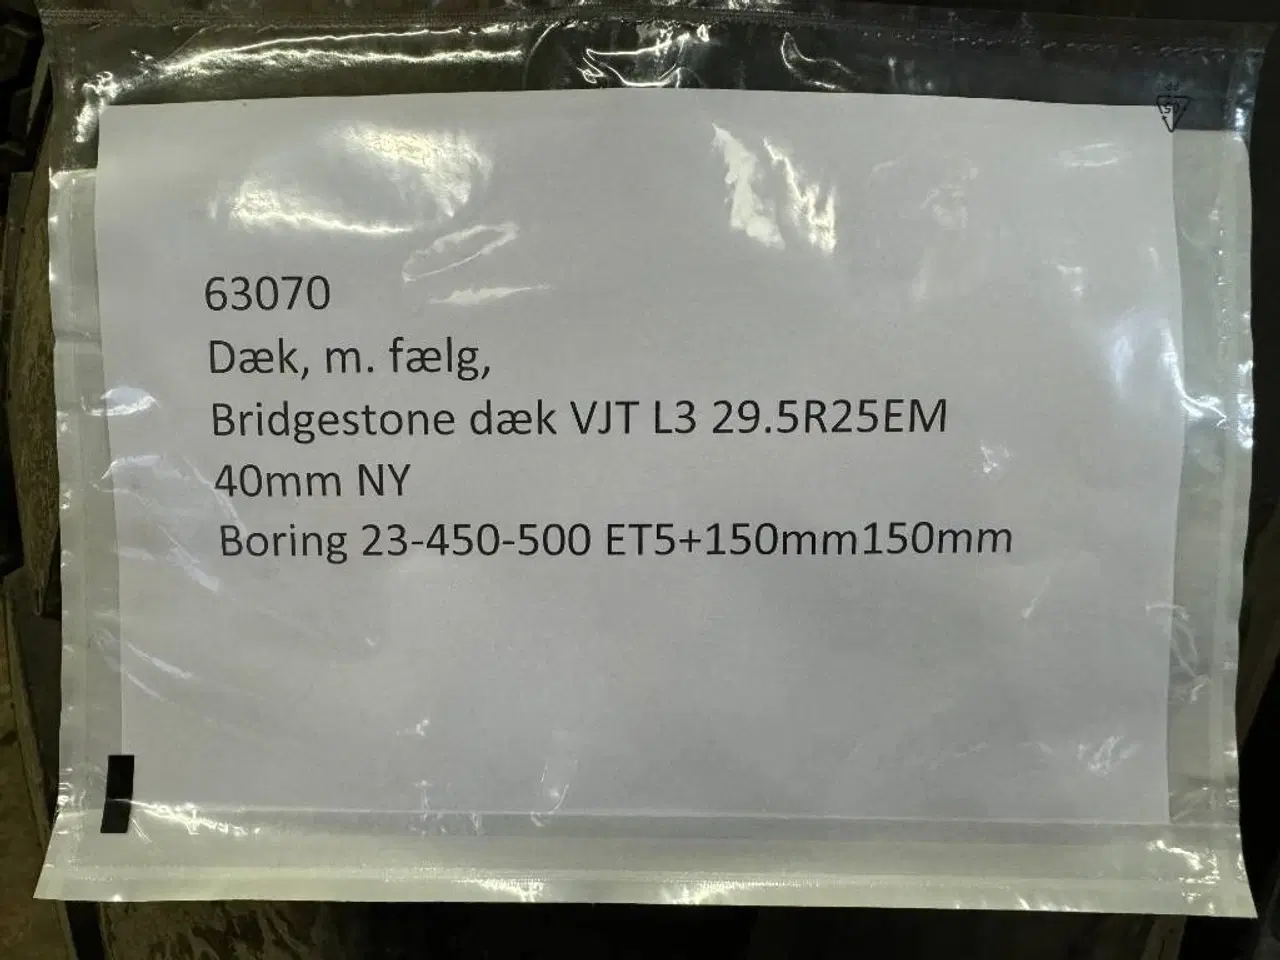 63070
Dæk, m. fælg,
Bridgestone dæk VJT L3 29.5R25EM
40mm NY
Boring 23-450-500 ET5+150mm150mm